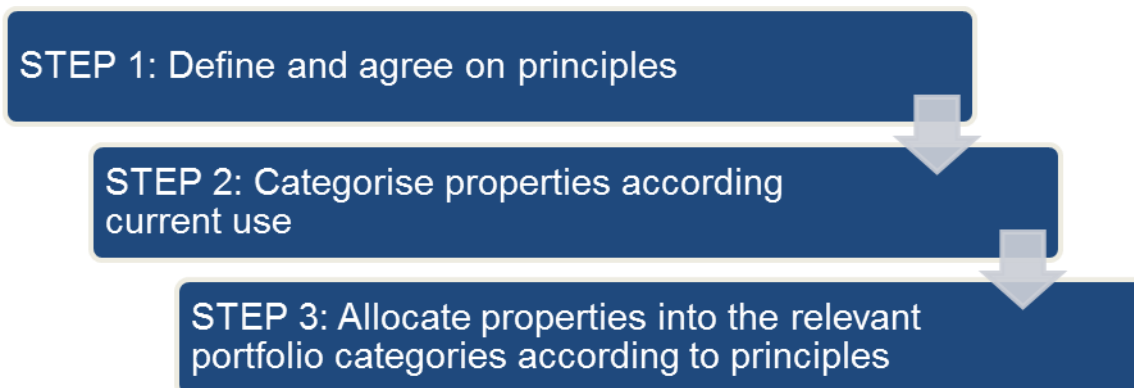 STEP 1: Define and agree on principles
STEP 2: Categorise properties according
current use
STEP 3: Allocate properties into the relevant
portfolio categories according to principles